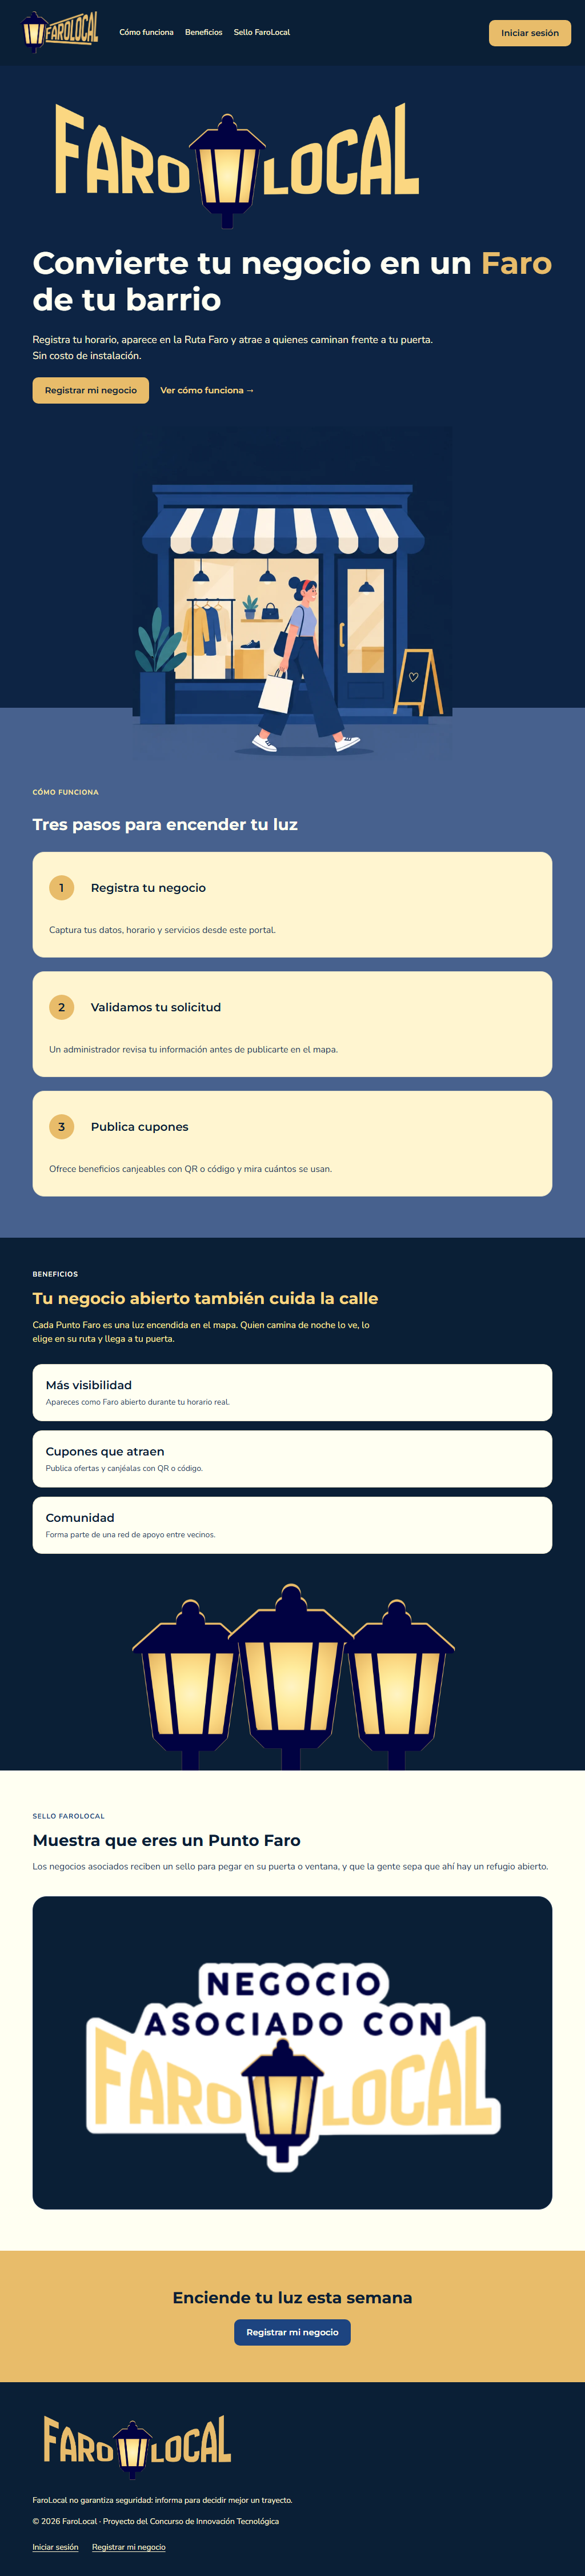 FAROLOCAL
Cómo funciona
Beneficios
Sello FaroLocal
Iniciar sesión
FARO LOCAL
Convierte tu negocio en un Faro
de tu barrio
Registra tu horario, aparece en la Ruta Faro y atrae a quienes caminan frente a tu puerta.
Sin costo de instalación.
Registrar mi negocio
Ver cómo funciona →
CÓMO FUNCIONA
Tres pasos para encender tu luz
1
Registra tu negocio
Captura tus datos, horario y servicios desde este portal.
2
Validamos tu solicitud
Un administrador revisa tu información antes de publicarte en el mapa.
3
Publica cupones
Ofrece beneficios canjeables con QR o código y mira cuántos se usan.
BENEFICIOS
Tu negocio abierto también cuida la calle
Cada Punto Faro es una luz encendida en el mapa. Quien camina de noche lo ve, lo
elige en su ruta y llega a tu puerta.
Más visibilidad
Apareces como Faro abierto durante tu horario real.
Cupones que atraen
Publica ofertas y canjéalas con QR o código.
Comunidad
Forma parte de una red de apoyo entre vecinos.
SELLO FAROLOCAL
Muestra que eres un Punto Faro
Los negocios asociados reciben un sello para pegar en su puerta o ventana, y que la gente sepa que ahí hay un refugio abierto.
NEGOCIO
ASOCIADO CON
FARO LOCAL
Enciende tu luz esta semana
Registrar mi negocio
FARO LOCAL
FaroLocal no garantiza seguridad: informa para decidir mejor un trayecto.
© 2026 FaroLocal · Proyecto del Concurso de Innovación Tecnológica
Iniciar sesión
Registrar mi negocio